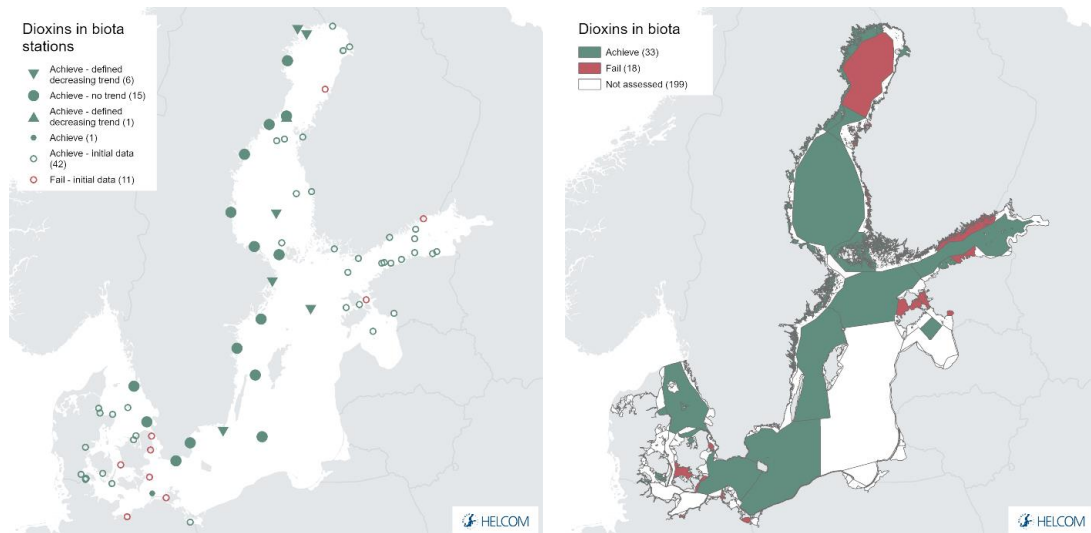 Dioxins in biota
stations
Achieve - defined
decreasing trend (6)
Achieve - no trend (15)
Achieve - defined
decreasing trend (1)
Achieve (1)
Achieve - initial data
(42)
Fail - initial data (11)
HELCOM
Dioxins in biota
Achieve (33)
Fail (18)
Not assessed (199)
HELCOM